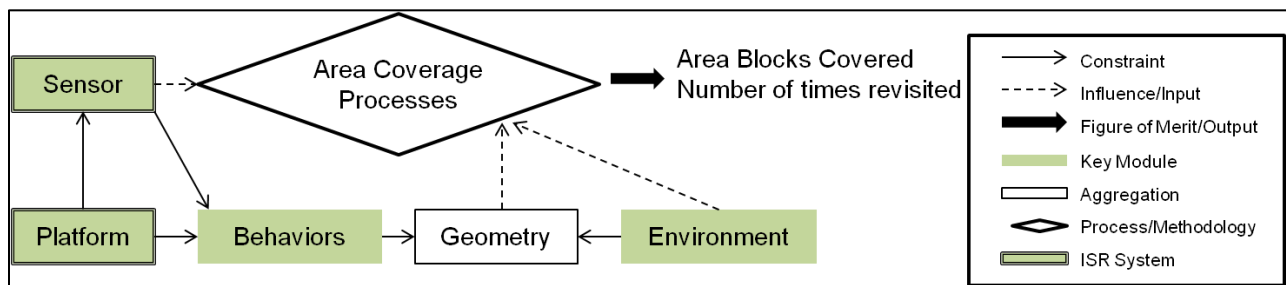 Sensor
Area Coverage
Processes
Area Blocks Covered
Number of times revisited
Platform
Behaviors
Geometry
Environment
Constraint
Influence/Input
Figure of Merit/Output
Key Module
Aggregation
Process/Methodology
ISR System